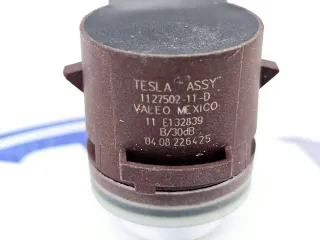 TESLA ASSY
1127502-11-D
VALEO MEXICO
11 E132839
B/30dB
04.08 226425